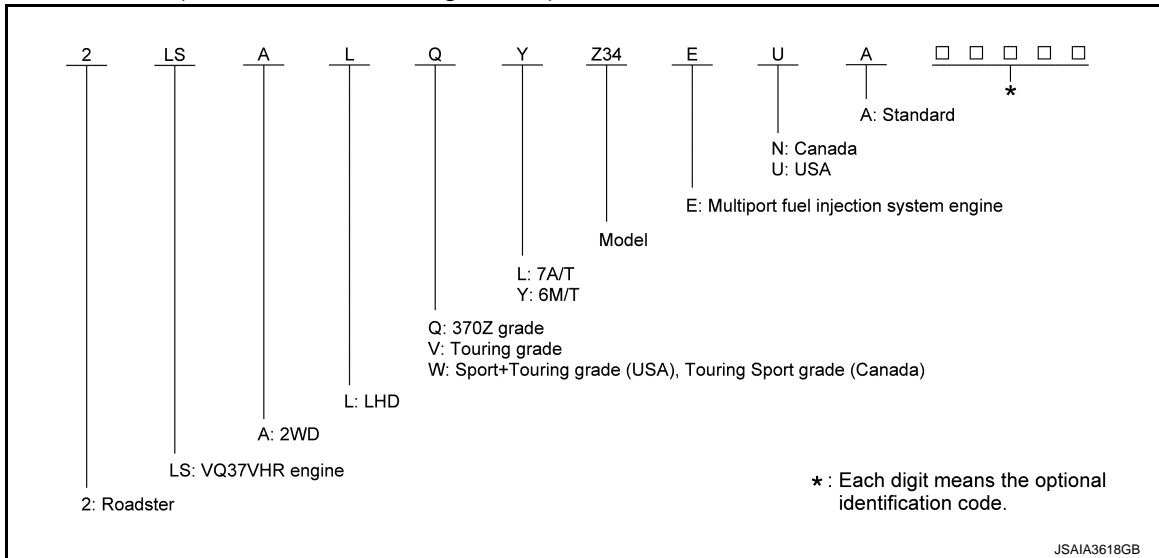 2 LS A L Q Y Z34 E U A □ □ □ □ □
*
A: Standard
N: Canada
U: USA
E: Multiport fuel injection system engine
Model
L: 7A/T
Y: 6M/T
Q: 370Z grade
V: Touring grade
W: Sport+Touring grade (USA), Touring Sport grade (Canada)
L: LHD
A: 2WD
LS: VQ37VHR engine
2: Roadster
* : Each digit means the optional
identification code.
JSAIA3618GB